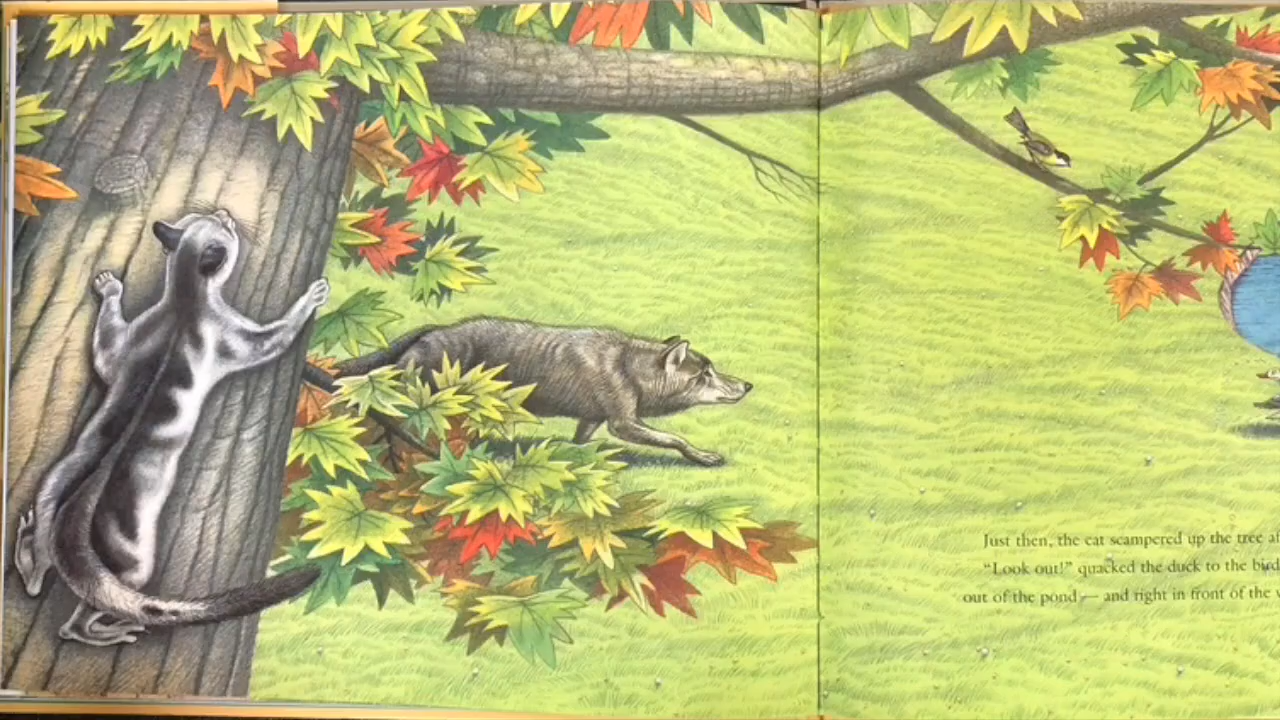 Just then, the cat scampered up the tree
“Look out!” quacked the duck to the
out of the pond — and right in front of the